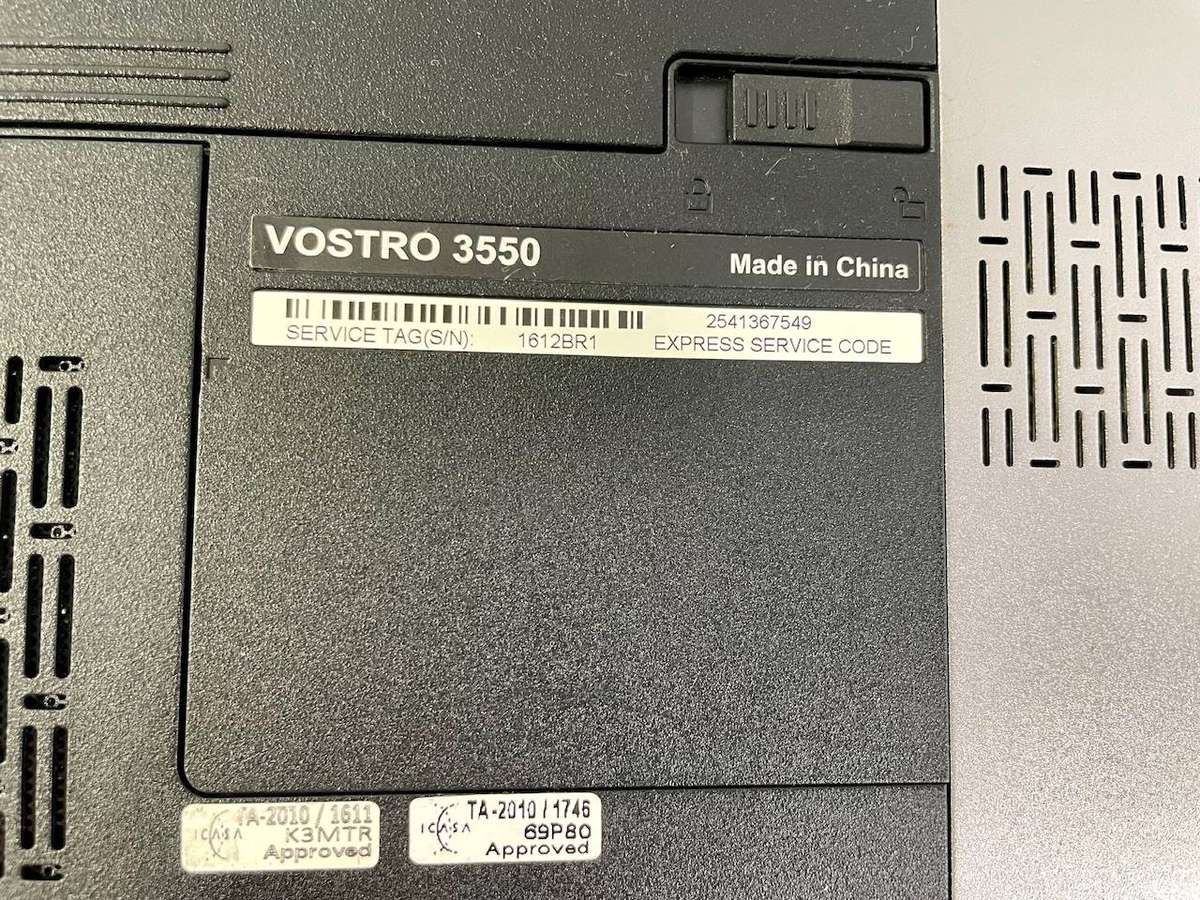 VOSTRO 3550
Made in China
2541367549
SERVICE TAG(S/N): 1612BR1 EXPRESS SERVICE CODE
TA-2010 / 1611
ICASA
K3MTR
Approved
TA-2010 / 1746
ICASA
69P80
Approved